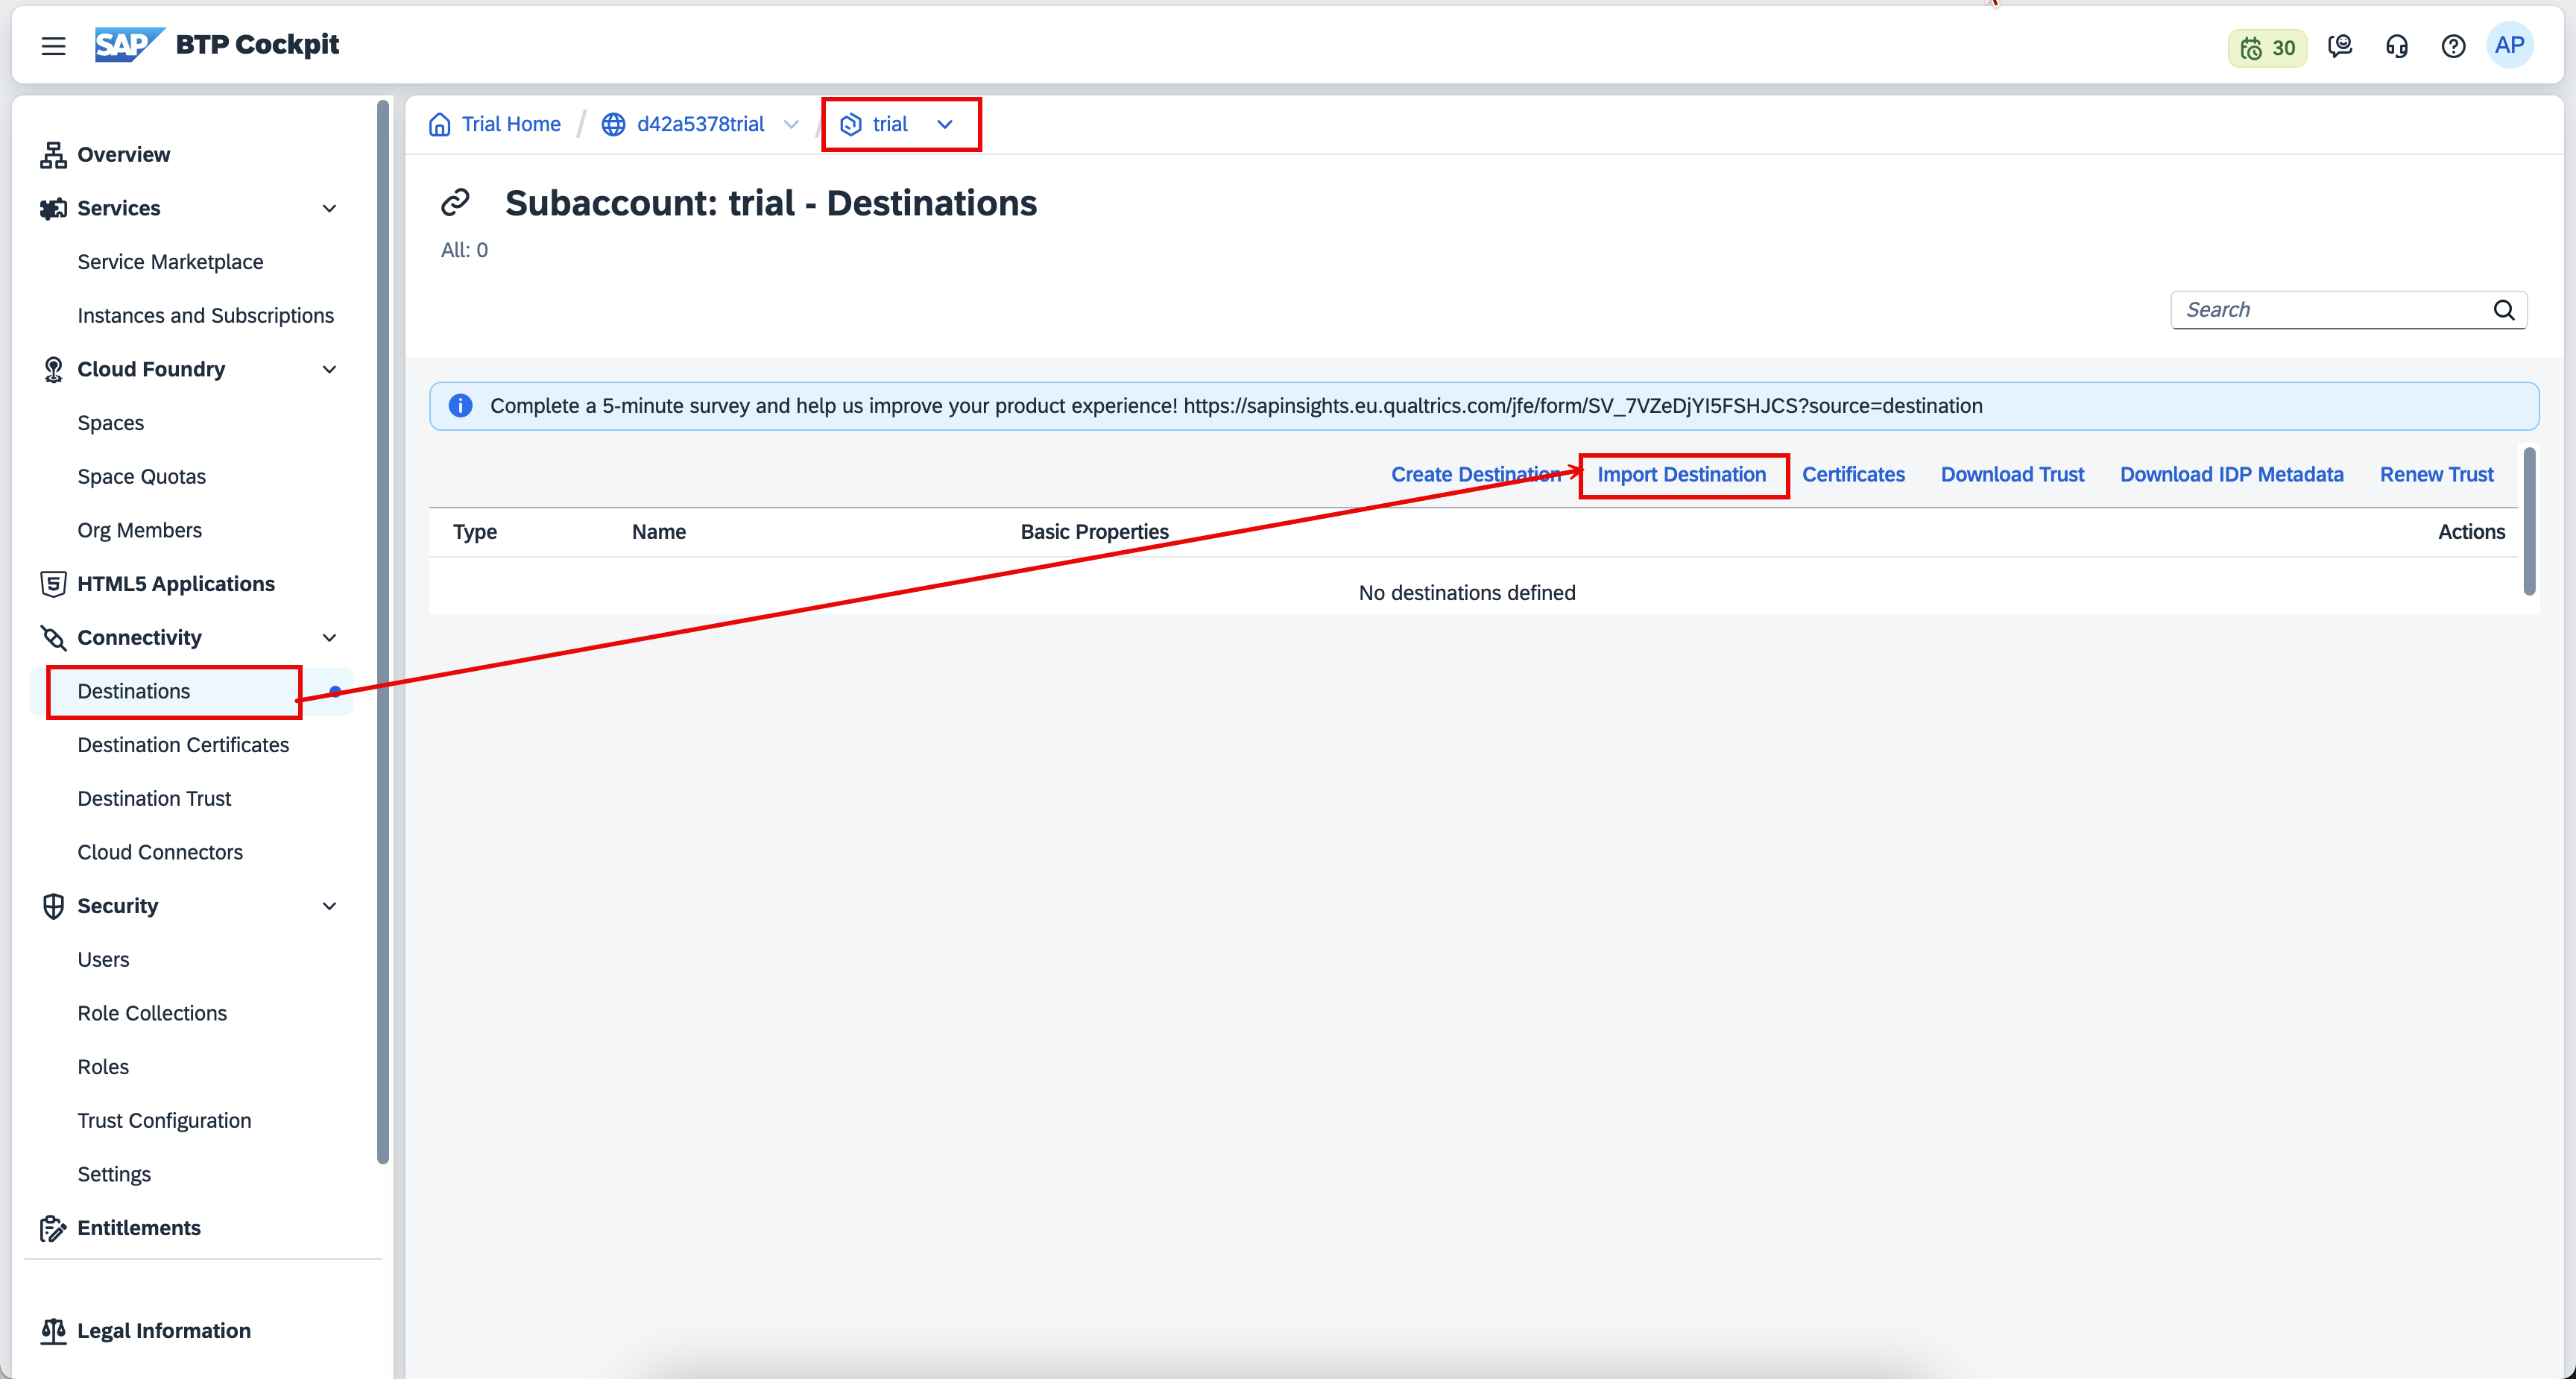 SAP BTP Cockpit
30
AP
Overview
Services
Service Marketplace
Instances and Subscriptions
Cloud Foundry
Spaces
Space Quotas
Org Members
HTML5 Applications
Connectivity
Destinations
Destination Certificates
Destination Trust
Cloud Connectors
Security
Users
Role Collections
Roles
Trust Configuration
Settings
Entitlements
Legal Information
Trial Home / d42a5378trial / trial
Subaccount: trial - Destinations
All: 0
Search
Complete a 5-minute survey and help us improve your product experience! https://sapinsights.eu.qualtrics.com/jfe/form/SV_7VZeDjYI5FSHJCS?source=destination
Create Destination Import Destination Certificates Download Trust Download IDP Metadata Renew Trust
Type Name Basic Properties Actions
No destinations defined